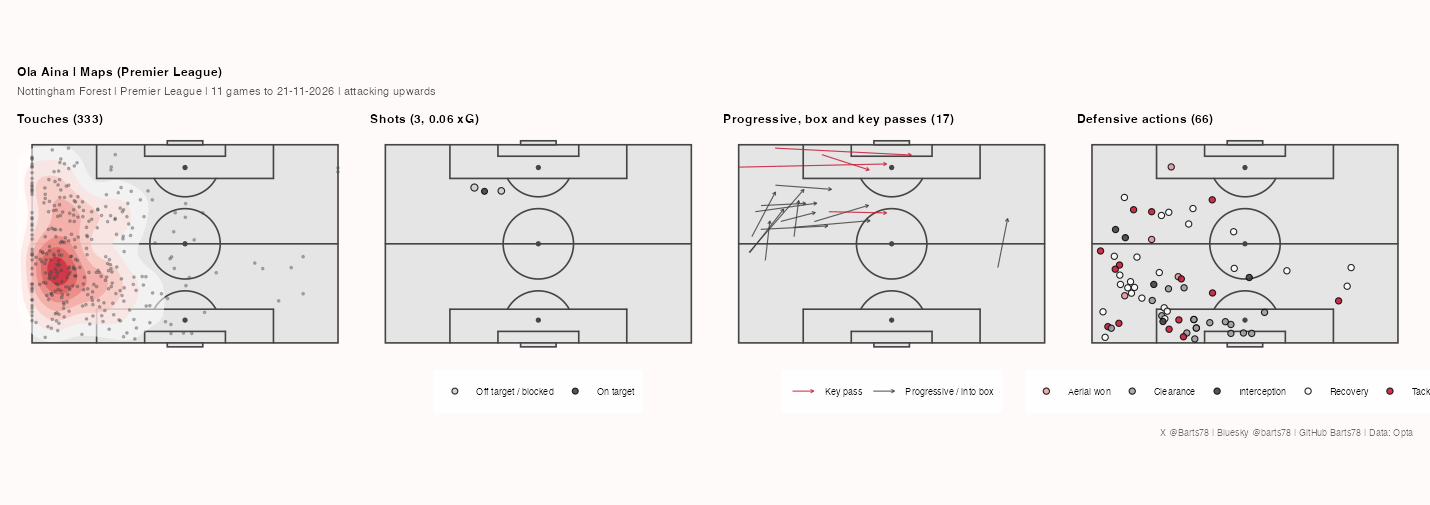 Ola Aina | Maps (Premier League)
Nottingham Forest | Premier League | 11 games to 21-11-2026 | attacking upwards
Touches (333)
Shots (3, 0.06 xG)
Progressive, box and key passes (17)
Defensive actions (66)
Off target / blocked
On target
Key pass
Progressive / into box
Aerial won
Clearance
Interception
Recovery
Tack
X @Barts78 | Bluesky @barts78 | GitHub Barts78 | Data: Opta